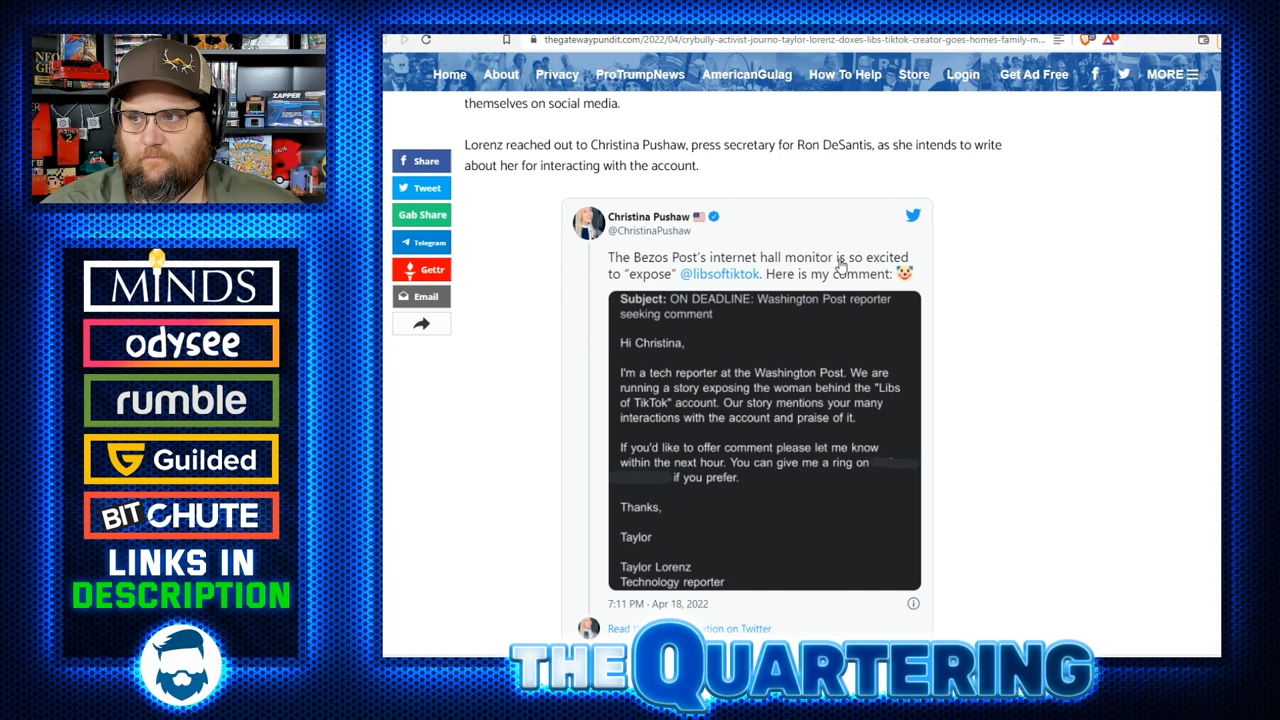 thegatewaypundit.com/2022/04/crybully-activist-journo-taylor-lorenz-doxes-libs-tiktok-creator-goes-homes-family-m...
Home About Privacy ProTrumpNews AmericanGulag How To Help Store Login Get Ad Free MORE
themselves on social media.
Lorenz reached out to Christina Pushaw, press secretary for Ron DeSantis, as she intends to write
about her for interacting with the account.
Share
Tweet
Gab Share
Telegram
Gettr
Email
Christina Pushaw
@ChristinaPushaw
The Bezos Post's internet hall monitor is so excited
to “expose” @libsoftiktok. Here is my comment: 🤡
Subject: ON DEADLINE: Washington Post reporter
seeking comment
Hi Christina,
I'm a tech reporter at the Washington Post. We are
running a story exposing the woman behind the "Libs
of TikTok" account. Our story mentions your many
interactions with the account and praise of it.
If you'd like to offer comment please let me know
within the next hour. You can give me a ring on
if you prefer.
Thanks,
Taylor
Taylor Lorenz
Technology reporter
7:11 PM · Apr 18, 2022
Read on Twitter
ZAPPER
MINDS
odysee
rumble
Guilded
BITCHUTE
LINKS IN
DESCRIPTION
THE QUARTERING